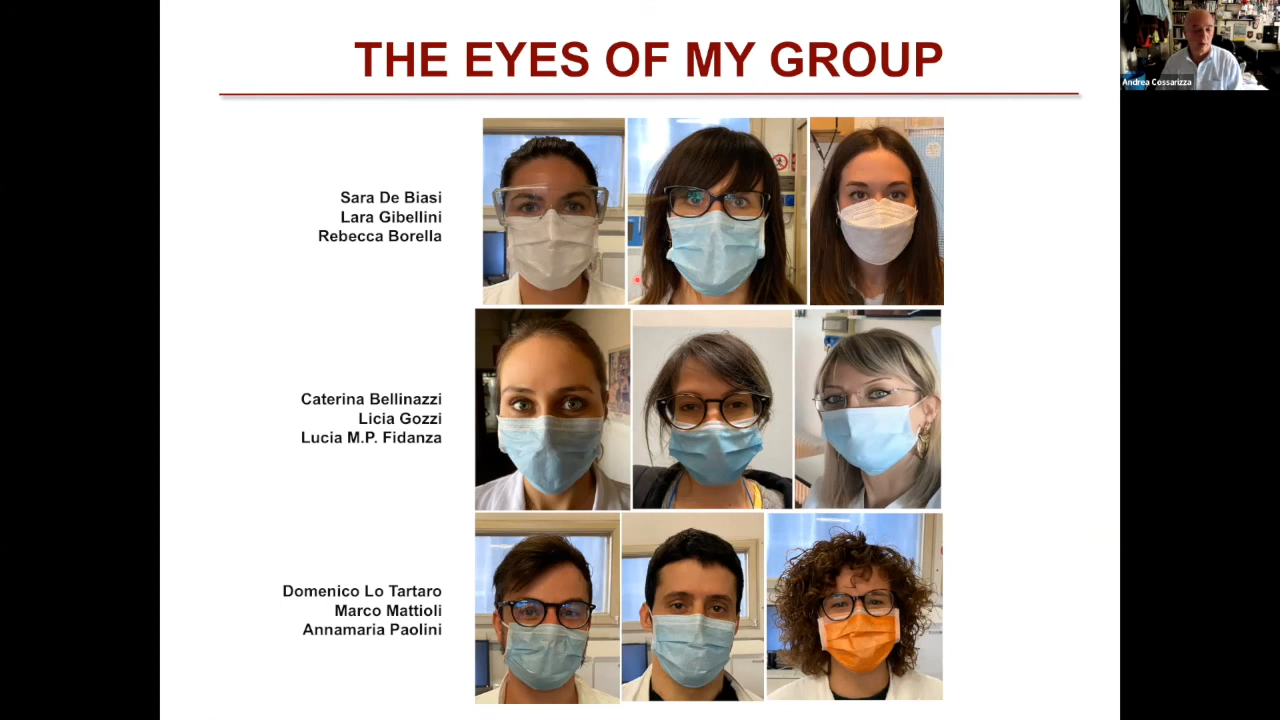 THE EYES OF MY GROUP
Andrea Cossarizza
Sara De Biasi
Lara Gibellini
Rebecca Borella
Caterina Bellinazzi
Licia Gozzi
Lucia M.P. Fidanza
Domenico Lo Tartaro
Marco Mattioli
Annamaria Paolini